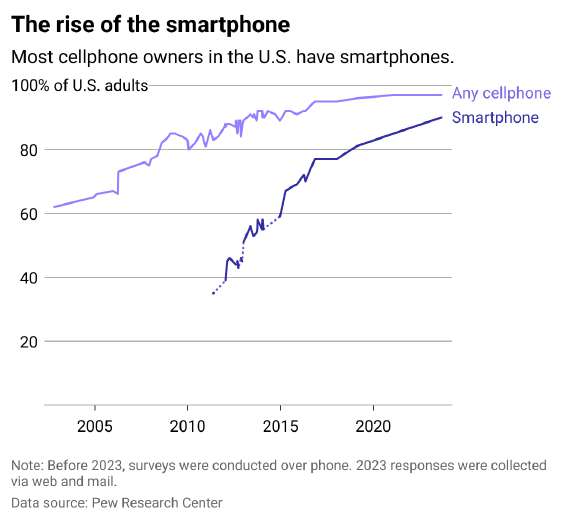 The rise of the smartphone
Most cellphone owners in the U.S. have smartphones.
100% of U.S. adults
Any cellphone
Smartphone
80
60
40
20
2005
2010
2015
2020
Note: Before 2023, surveys were conducted over phone. 2023 responses were collected
via web and mail.
Data source: Pew Research Center